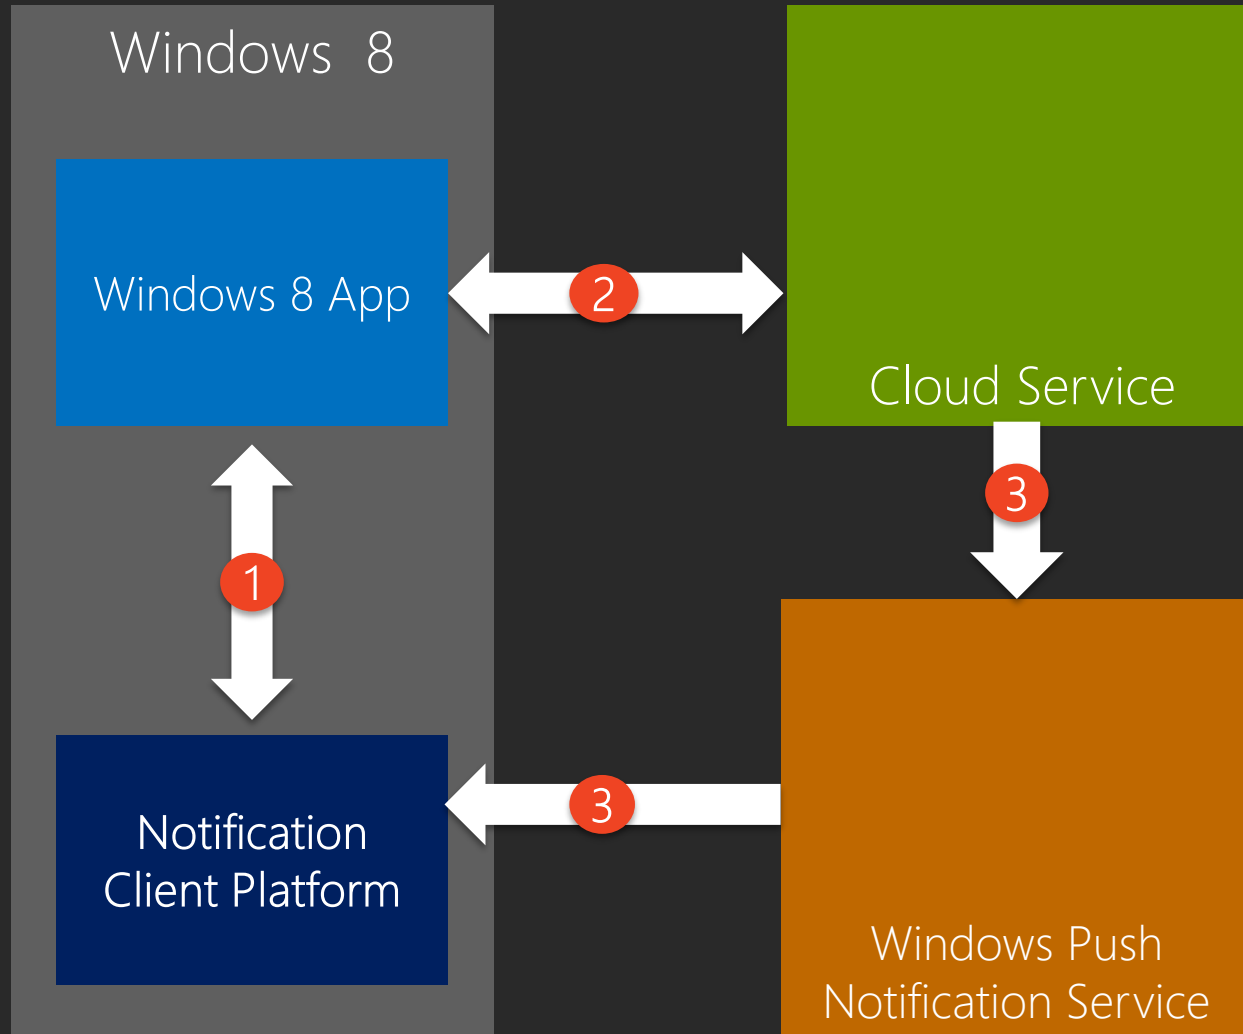 Windows 8
Windows 8 App
2
Cloud Service
3
1
3
Notification
Client Platform
Windows Push
Notification Service